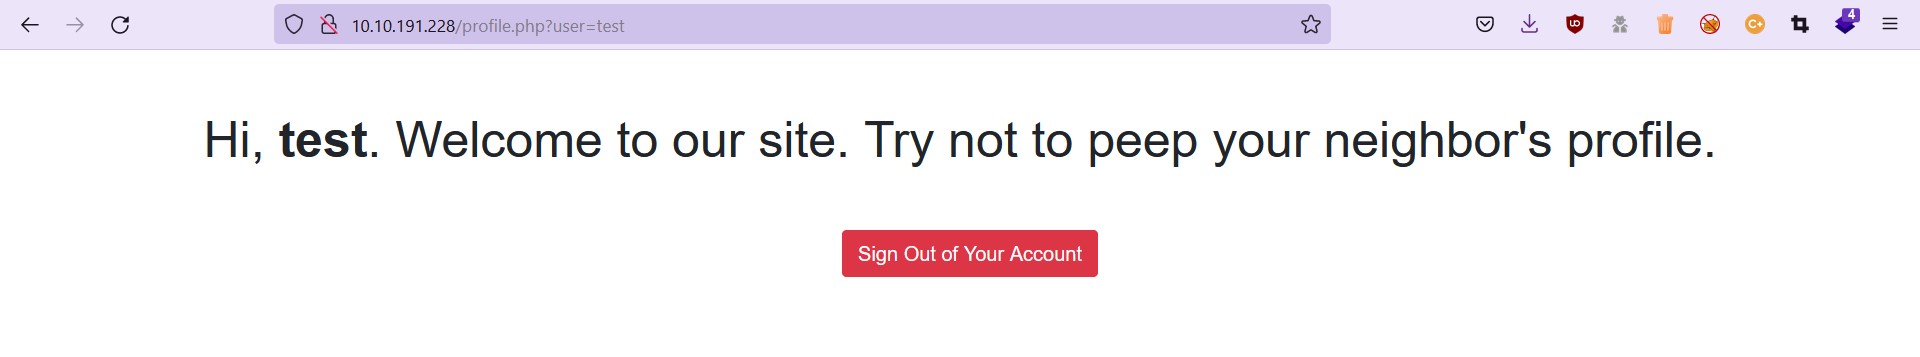 10.10.191.228/profile.php?user=test
4
Hi, test. Welcome to our site. Try not to peep your neighbor's profile.
Sign Out of Your Account